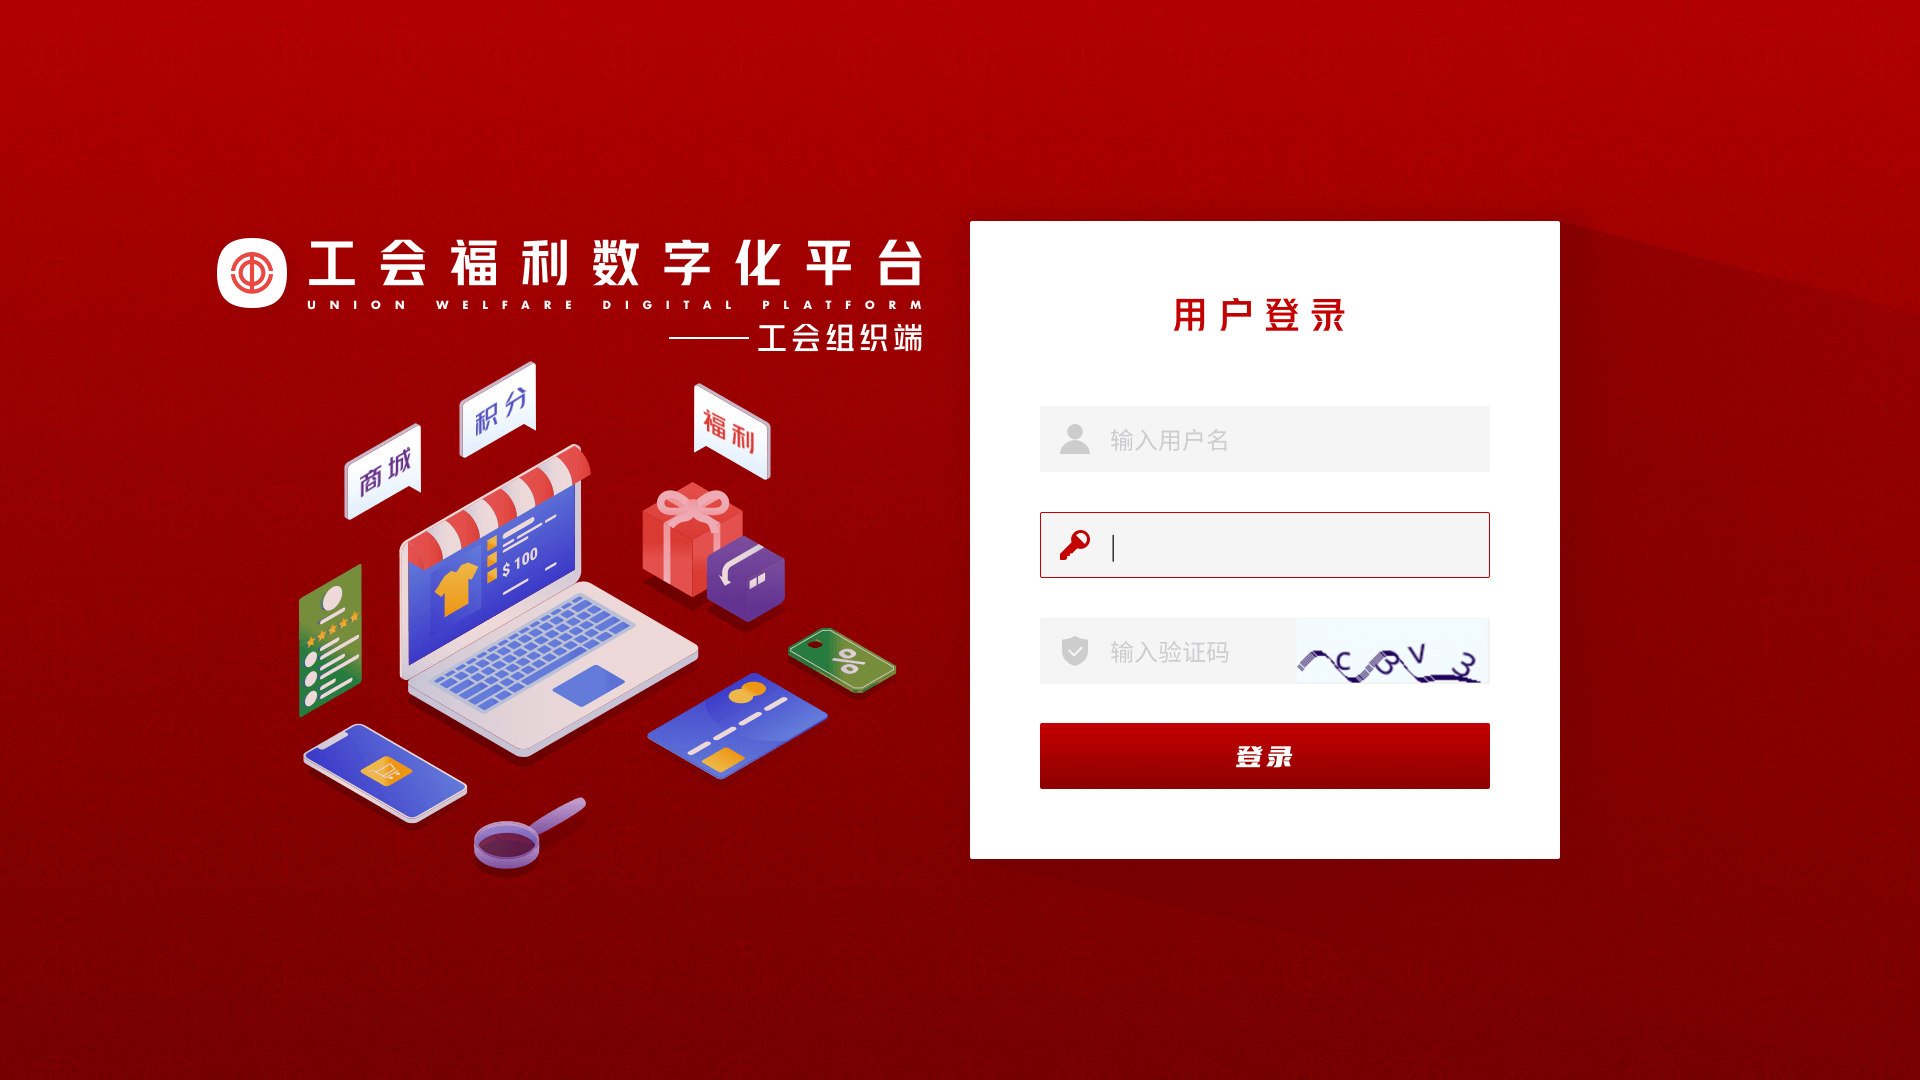 工会福利数字化平台
UNION WELFARE DIGITAL PLATFORM
工会组织端
商城
积分
福利
$ 100
%
用户登录
输入用户名
输入验证码
CBV3
登录